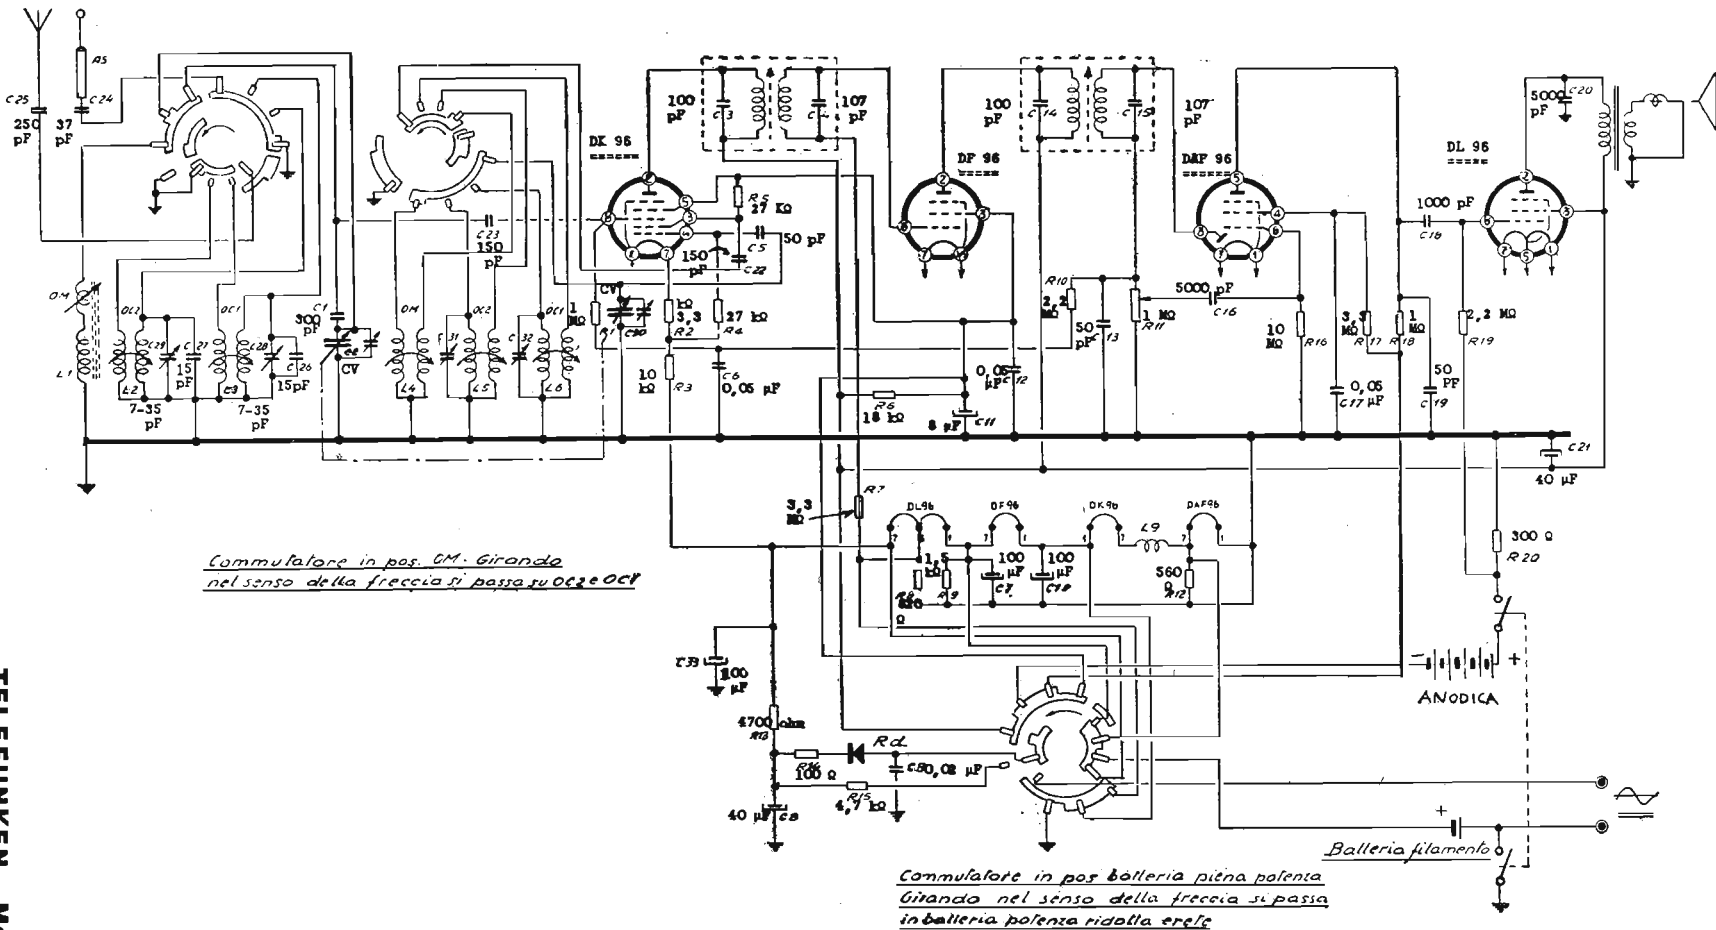 A5
C25
C24
250 pF
37 pF
OM
L1
OC2
L2
C29
C27
15 pF
7-35 pF
OC1
C28
C26
15pF
7-35 pF
C1
300 pF
C2
CV
OM
L4
C31
OC2
L5
C32
OC1
L6
C23
150 pF
100 pF
C3
107 pF
DK 96
R5
27 KΩ
50 pF
C5
150 pF
C22
1 MΩ
R1
CV
C30
kΩ
3,3
R2
27 kΩ
R4
10 kΩ
R3
C6
0,05 µF
100 pF
C14
C15
107 pF
DF 96
DAF 96
DL 96
R10
2,2 MΩ
50 pF
C13
1 MΩ
R11
5000 pF
C16
0,05 µF
C12
R6
18 kΩ
8 µF
C11
10 MΩ
R16
3,3 MΩ
R17
1 MΩ
R18
0,05 µF
C17
50 PF
C19
1000 pF
C18
2,2 MΩ
R19
5000 pF
C20
C21
40 µF
R7
3,3 MΩ
DL96
DF96
DK96
L9
DAF96
1,5 kΩ
R9
100 µF
C7
100 µF
560 Ω
R12
300 Ω
R20
Commutatore in pos. OM. Girando
nel senso della freccia si passa su OC2 e OC1
C33
100 µF
4700 ohm
R13
R14
100 Ω
Rd
0,02 µF
R15
4,7 kΩ
40 µF
C8
ANODICA
Batteria filamento
Commutatore in pos batteria piena potenza
Girando nel senso della freccia si passa
in batteria potenza ridotta e rete
TELEFUNKEN